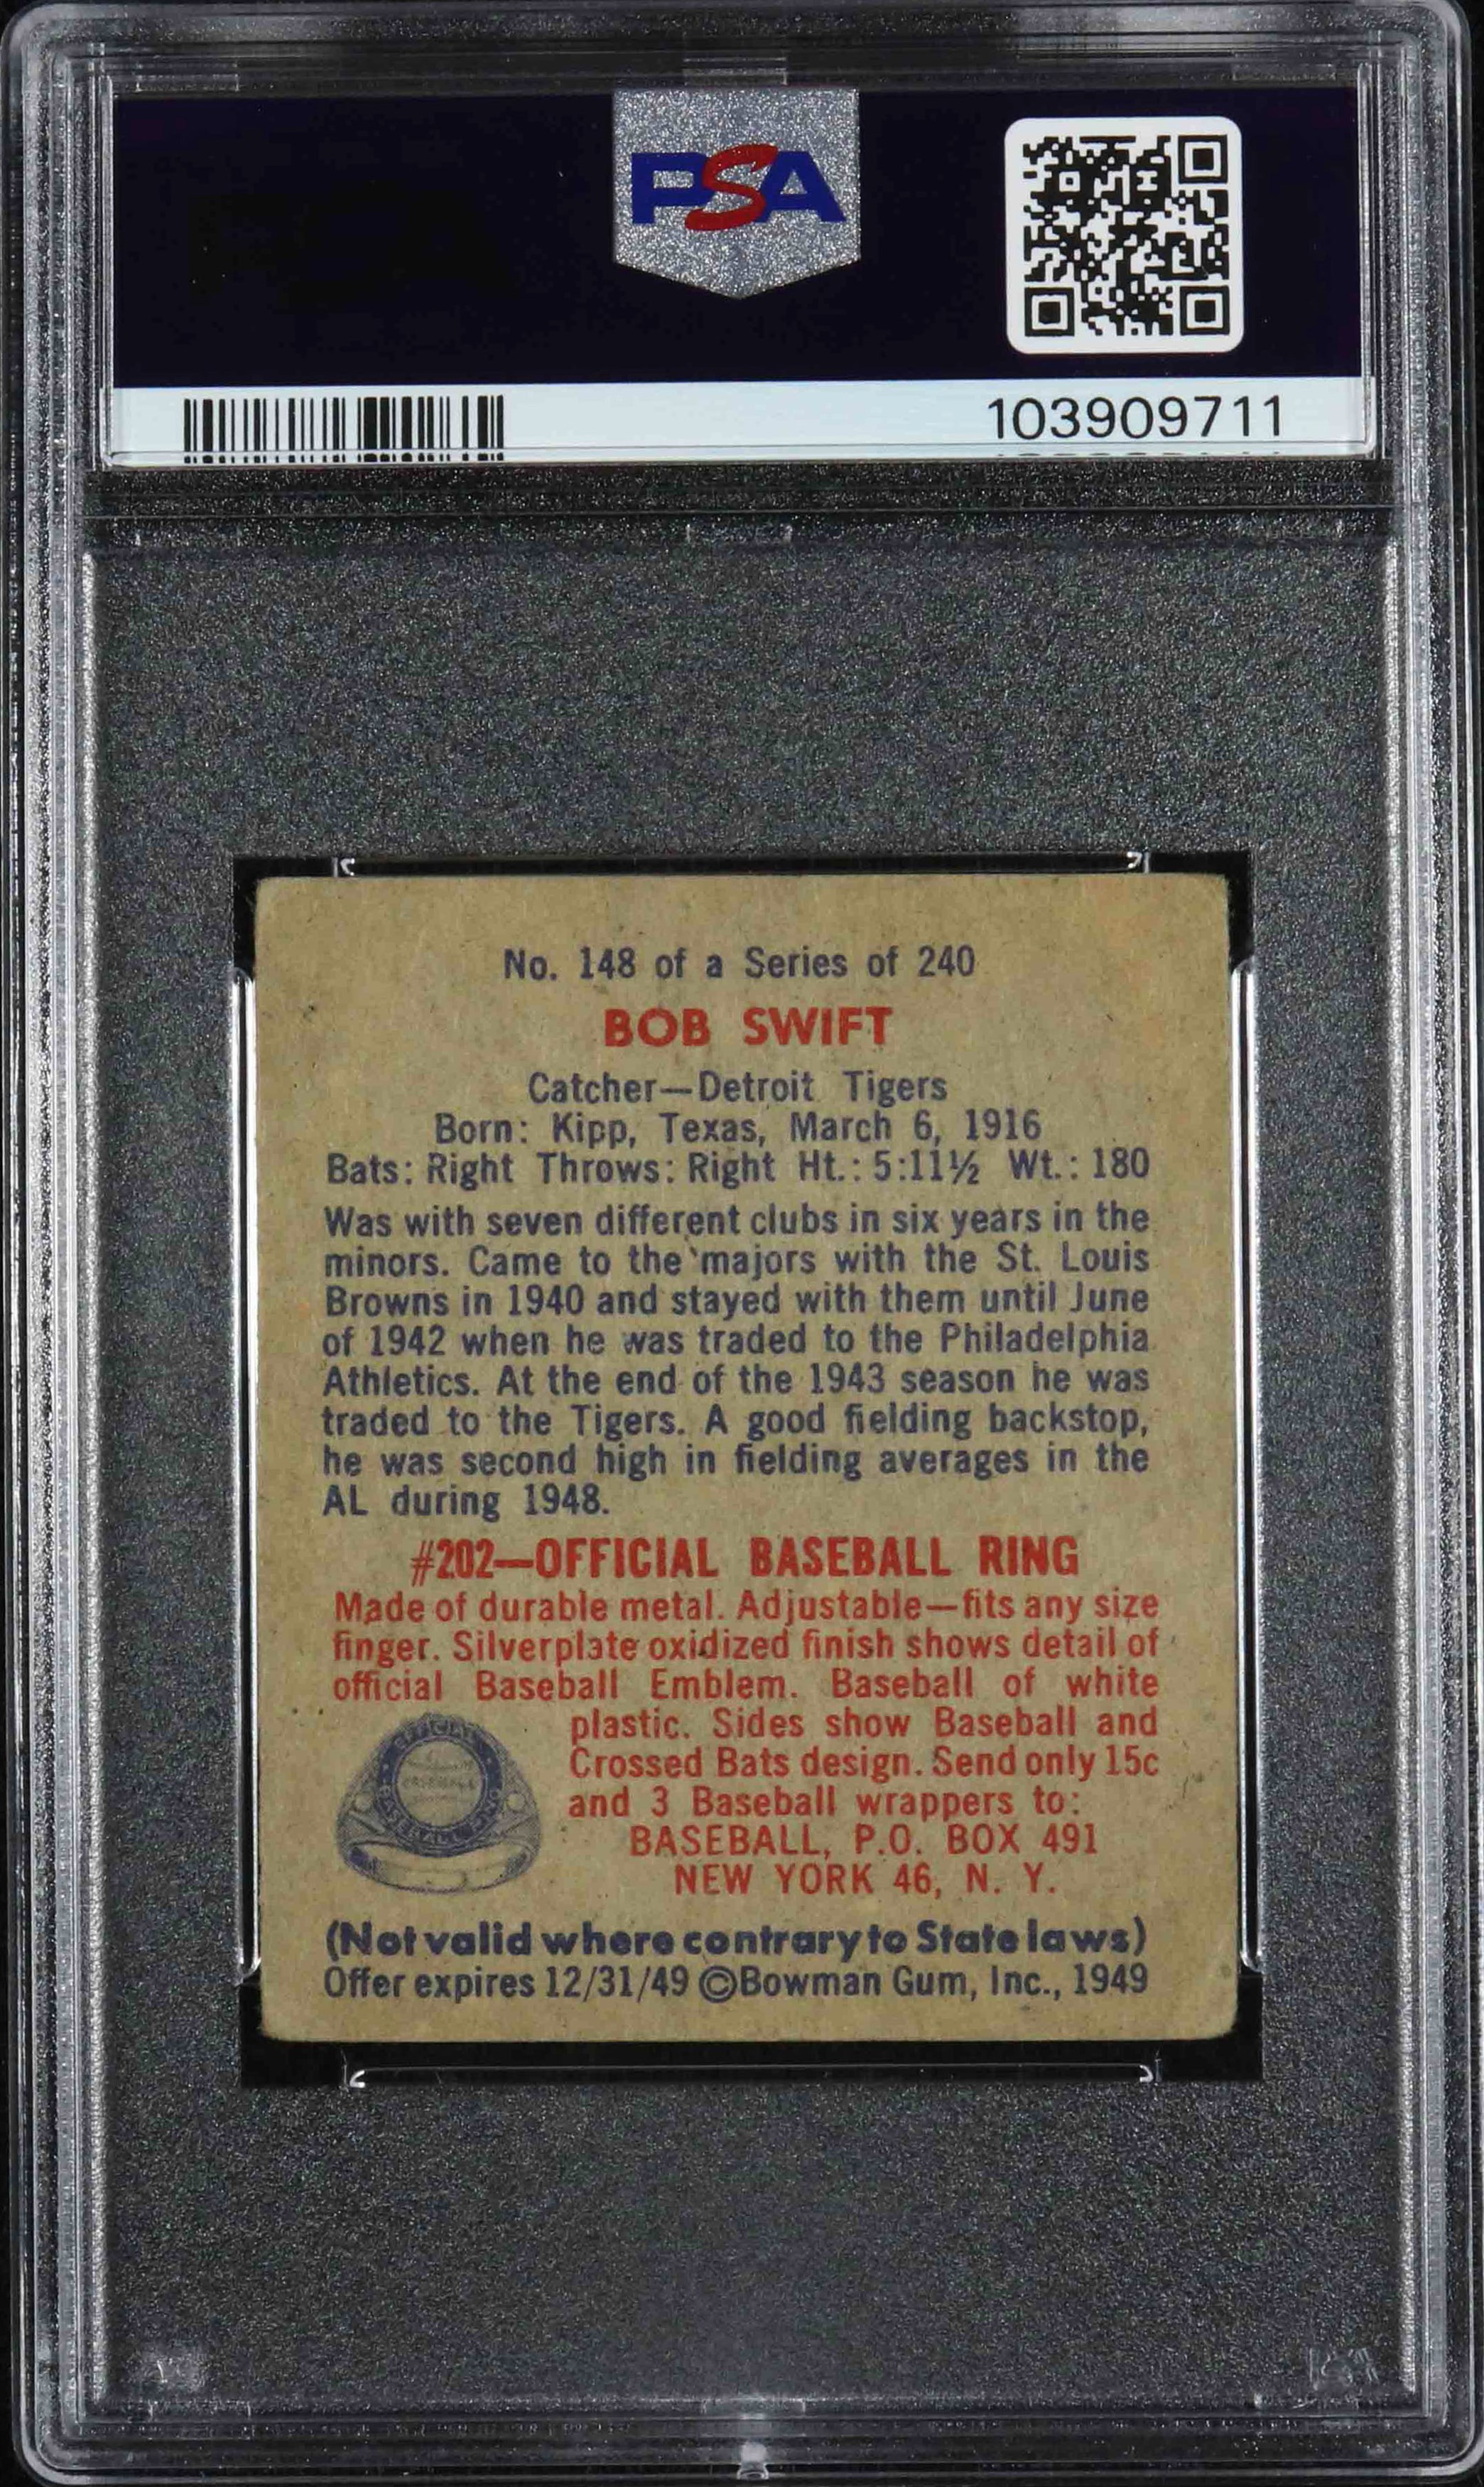 PSA
103909711
No. 148 of a Series of 240
BOB SWIFT
Catcher—Detroit Tigers
Born: Kipp, Texas, March 6, 1916
Bats: Right Throws: Right Ht.: 5:11½ Wt.: 180
Was with seven different clubs in six years in the
minors. Came to the majors with the St. Louis
Browns in 1940 and stayed with them until June
of 1942 when he was traded to the Philadelphia
Athletics. At the end of the 1943 season he was
traded to the Tigers. A good fielding backstop,
he was second high in fielding averages in the
AL during 1948.
#202—OFFICIAL BASEBALL RING
Made of durable metal. Adjustable—fits any size
finger. Silverplate oxidized finish shows detail of
official Baseball Emblem. Baseball of white
plastic. Sides show Baseball and
Crossed Bats design. Send only 15c
and 3 Baseball wrappers to:
BASEBALL, P.O. BOX 491
NEW YORK 46, N. Y.
(Not valid where contrary to State laws)
Offer expires 12/31/49 ©Bowman Gum, Inc., 1949